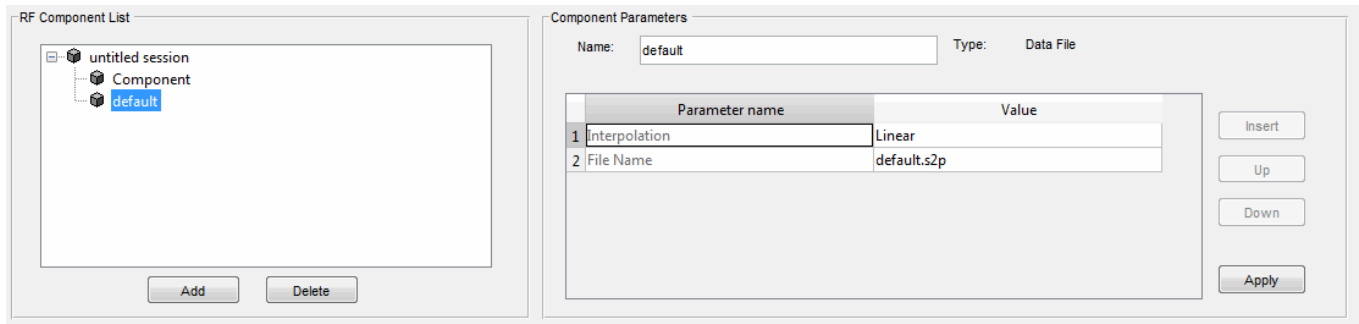 RF Component List
untitled session
Component
default
Add Delete
Component Parameters
Name: default Type: Data File
Parameter name Value
1 Interpolation Linear
2 File Name default.s2p
Insert
Up
Down
Apply